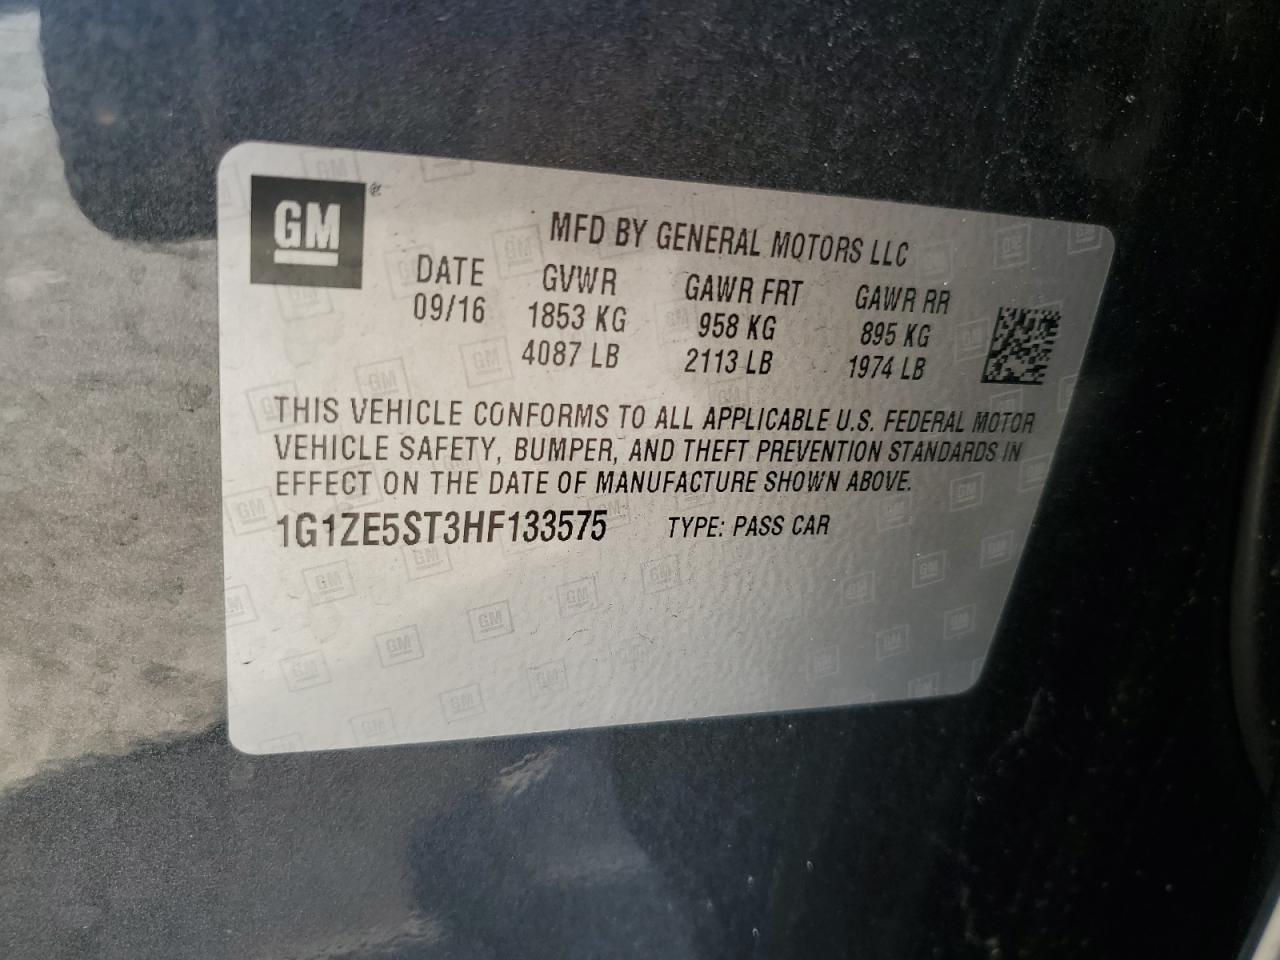 GM®
MFD BY GENERAL MOTORS LLC
DATE GVWR GAWR FRT GAWR RR
09/16 1853 KG 958 KG 895 KG
4087 LB 2113 LB 1974 LB
THIS VEHICLE CONFORMS TO ALL APPLICABLE U.S. FEDERAL MOTOR
VEHICLE SAFETY, BUMPER, AND THEFT PREVENTION STANDARDS IN
EFFECT ON THE DATE OF MANUFACTURE SHOWN ABOVE.
1G1ZE5ST3HF133575 TYPE: PASS CAR